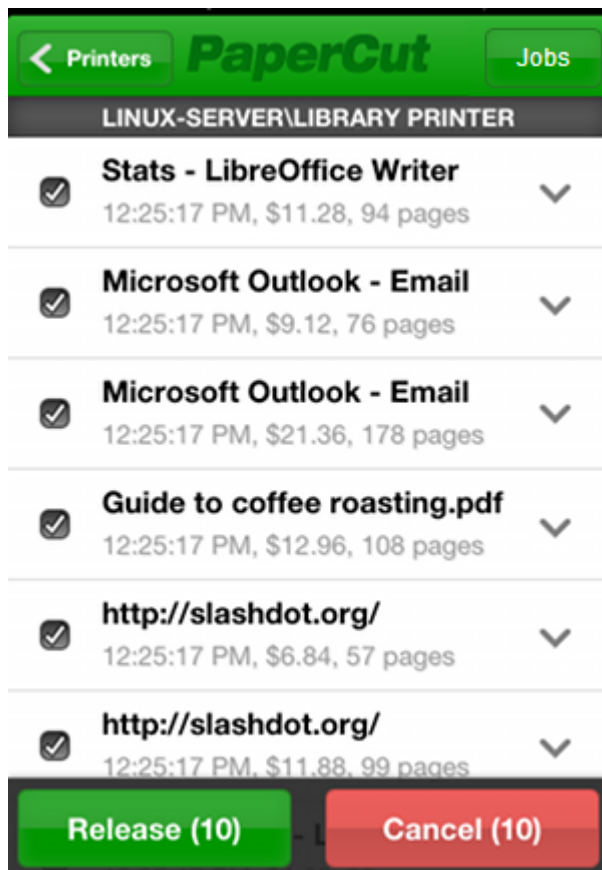 Printers
PaperCut
Jobs
LINUX-SERVER\LIBRARY PRINTER
Stats - LibreOffice Writer
12:25:17 PM, $11.28, 94 pages
Microsoft Outlook - Email
12:25:17 PM, $9.12, 76 pages
Microsoft Outlook - Email
12:25:17 PM, $21.36, 178 pages
Guide to coffee roasting.pdf
12:25:17 PM, $12.96, 108 pages
http://slashdot.org/
12:25:17 PM, $6.84, 57 pages
http://slashdot.org/
12:25:17 PM, $11.88, 99 pages
Release (10)
Cancel (10)